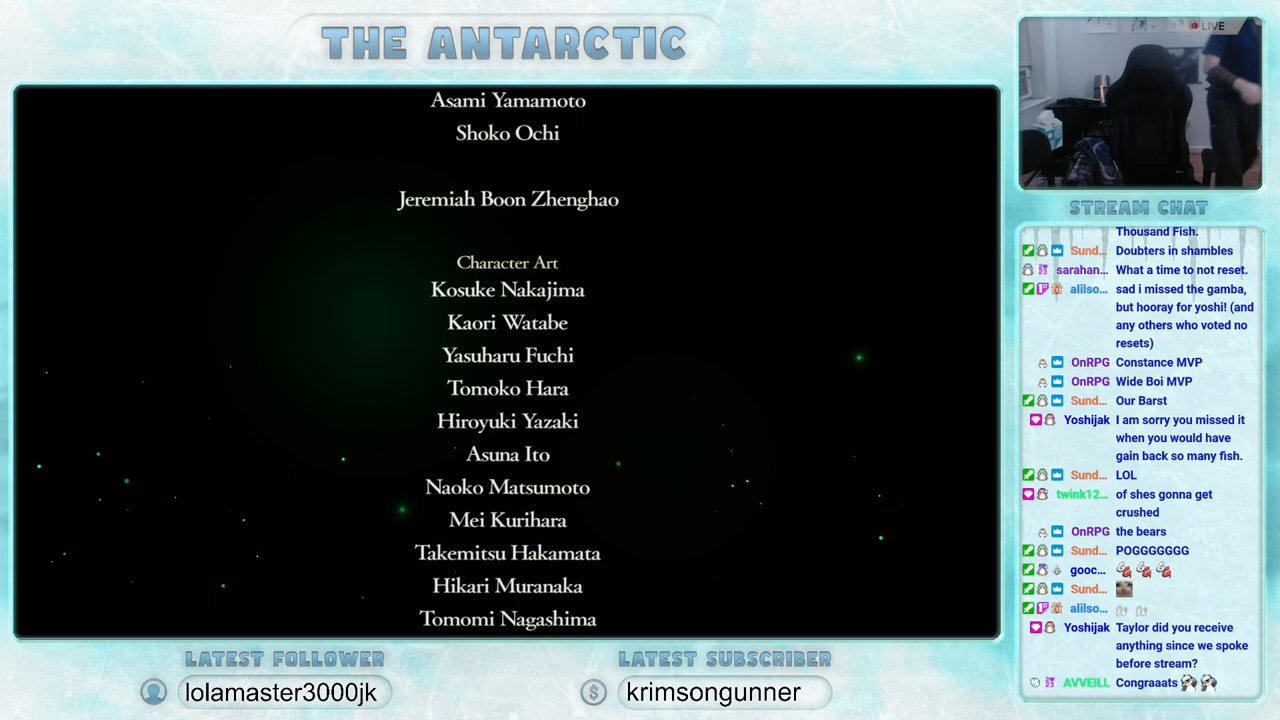 THE ANTARCTIC
LIVE
Asami Yamamoto
Shoko Ochi
Jeremiah Boon Zhenghao
Character Art
Kosuke Nakajima
Kaori Watabe
Yasuharu Fuchi
Tomoko Hara
Hiroyuki Yazaki
Asuna Ito
Naoko Matsumoto
Mei Kurihara
Takemitsu Hakamata
Hikari Muranaka
Tomomi Nagashima
LATEST FOLLOWER
lolamaster3000jk
LATEST SUBSCRIBER
krimsongunner
STREAM CHAT
Thousand Fish.
Sund... Doubters in shambles
sarahan... What a time to not reset.
alilso... sad i missed the gamba,
but hooray for yoshi! (and
any others who voted no
resets)
OnRPG Constance MVP
OnRPG Wide Boi MVP
Sund... Our Barst
Yoshijak I am sorry you missed it
when you would have
gain back so many fish.
Sund... LOL
twink12... of shes gonna get
crushed
OnRPG the bears
Sund... POGGGGGGG
gooc...
Sund...
alilso...
Yoshijak Taylor did you receive
anything since we spoke
before stream?
AVVEILL Congraaats